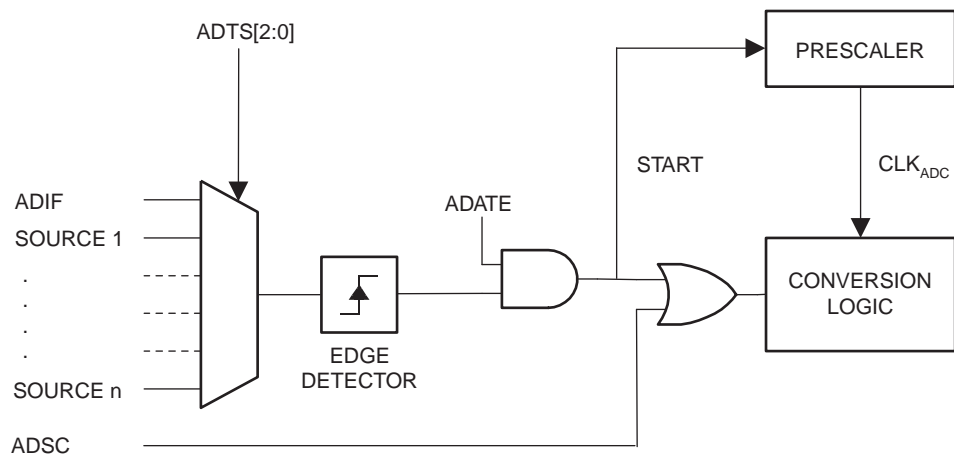 ADTS[2:0]
PRESCALER
START
CLKADC
ADIF
ADATE
SOURCE 1
.
.
.
.
CONVERSION
LOGIC
EDGE
DETECTOR
SOURCE n
ADSC